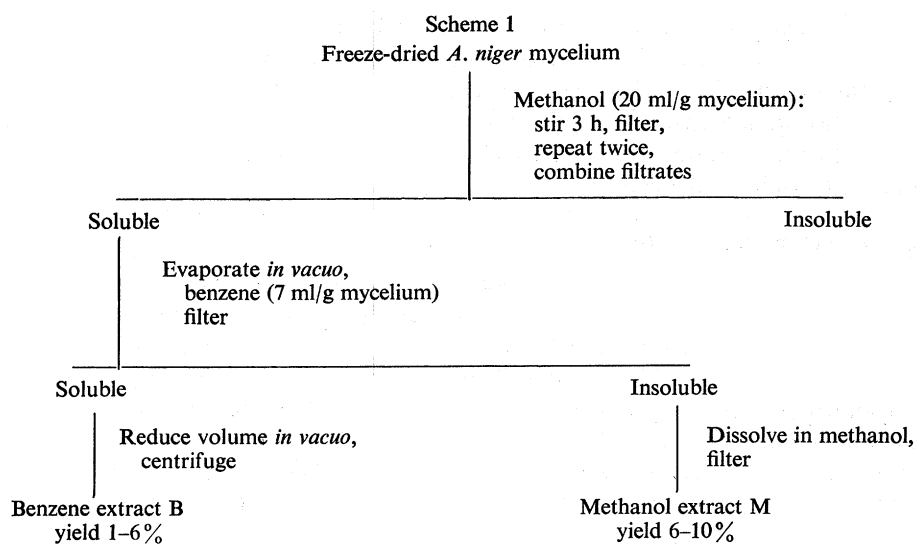 Scheme 1
Freeze-dried A. niger mycelium
Methanol (20 ml/g mycelium):
stir 3 h, filter,
repeat twice,
combine filtrates
Soluble
Insoluble
Evaporate in vacuo,
benzene (7 ml/g mycelium)
filter
Soluble
Insoluble
Reduce volume in vacuo,
centrifuge
Dissolve in methanol,
filter
Benzene extract B
yield 1–6%
Methanol extract M
yield 6–10%